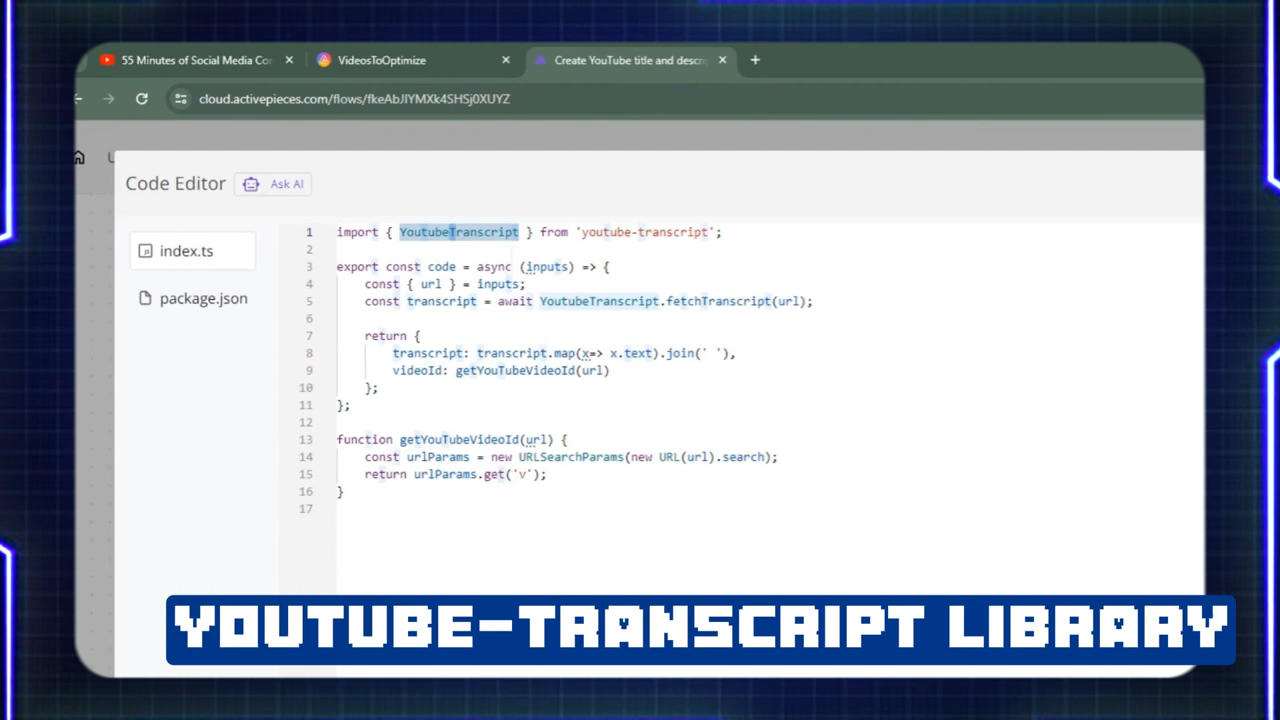 55 Minutes of Social Media Cor
VideosToOptimize
Create YouTube title and descri
cloud.activepieces.com/flows/fkeAbJIYMXk4SHSj0XUYZ
Code Editor
Ask AI
index.ts
package.json
1 import { YoutubeTranscript } from 'youtube-transcript';
2
3 export const code = async (inputs) => {
4 const { url } = inputs;
5 const transcript = await YoutubeTranscript.fetchTranscript(url);
6
7 return {
8 transcript: transcript.map(x=> x.text).join(' '),
9 videoId: getYouTubeVideoId(url)
10 };
11 };
12
13 function getYouTubeVideoId(url) {
14 const urlParams = new URLSearchParams(new URL(url).search);
15 return urlParams.get('v');
16 }
17
YOUTUBE-TRANSCRIPT LIBRARY